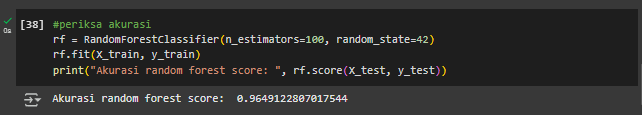 [38] #periksa akurasi
0s rf = RandomForestClassifier(n_estimators=100, random_state=42)
rf.fit(X_train, y_train)
print("Akurasi random forest score: ", rf.score(X_test, y_test))
Akurasi random forest score:  0.9649122807017544